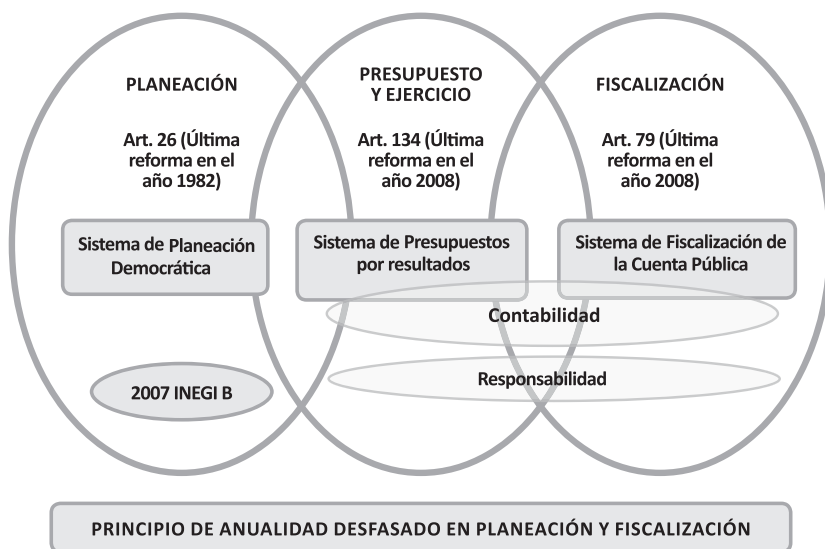 PLANEACIÓN
Art. 26 (Última
reforma en el
año 1982)
Sistema de Planeación
Democrática
2007 INEGI B
PRESUPUESTO
Y EJERCICIO
Art. 134 (Última
reforma en el
año 2008)
Sistema de Presupuestos
por resultados
FISCALIZACIÓN
Art. 79 (Última
reforma en el
año 2008)
Sistema de Fiscalización de
la Cuenta Pública
Contabilidad
Responsabilidad
PRINCIPIO DE ANUALIDAD DESFASADO EN PLANEACIÓN Y FISCALIZACIÓN